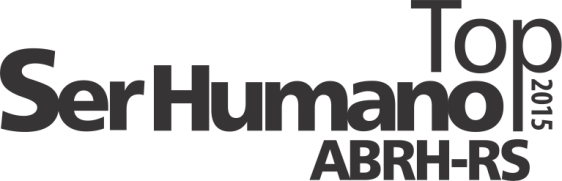 Top
Ser Humano
2015
ABRH-RS